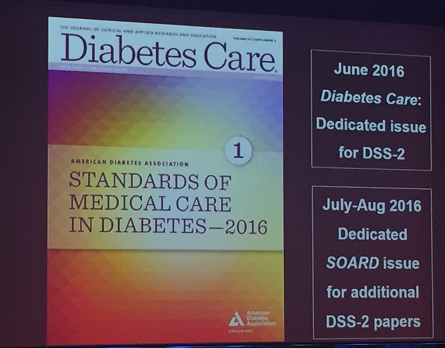 THE JOURNAL OF CLINICAL AND APPLIED RESEARCH AND EDUCATION
Diabetes Care®
1
AMERICAN DIABETES ASSOCIATION
STANDARDS OF
MEDICAL CARE
IN DIABETES—2016
American
Diabetes
Association®
June 2016
Diabetes Care:
Dedicated issue
for DSS-2
July-Aug 2016
Dedicated
SOARD issue
for additional
DSS-2 papers